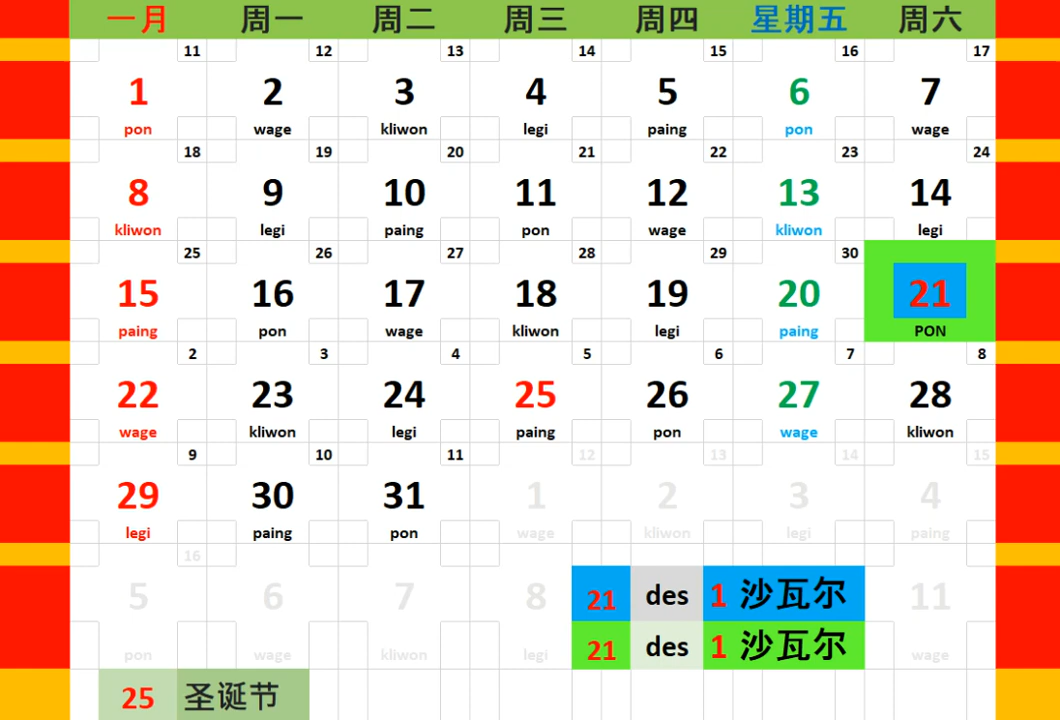 一月 周一 周二 周三 周四 星期五 周六
11 12 13 14 15 16 17
1 2 3 4 5 6 7
pon wage kliwon legi paing pon wage
18 19 20 21 22 23 24
8 9 10 11 12 13 14
kliwon legi paing pon wage kliwon legi
25 26 27 28 29 30
15 16 17 18 19 20 21
paing pon wage kliwon legi paing PON
2 3 4 5 6 7 8
22 23 24 25 26 27 28
wage kliwon legi paing pon wage kliwon
9 10 11 12 13 14 15
29 30 31 1 2 3 4
legi paing pon wage kliwon legi paing
16
5 6 7 8 21 des 1 沙瓦尔 11
pon wage kliwon legi 21 des 1 沙瓦尔 wage
25 圣诞节